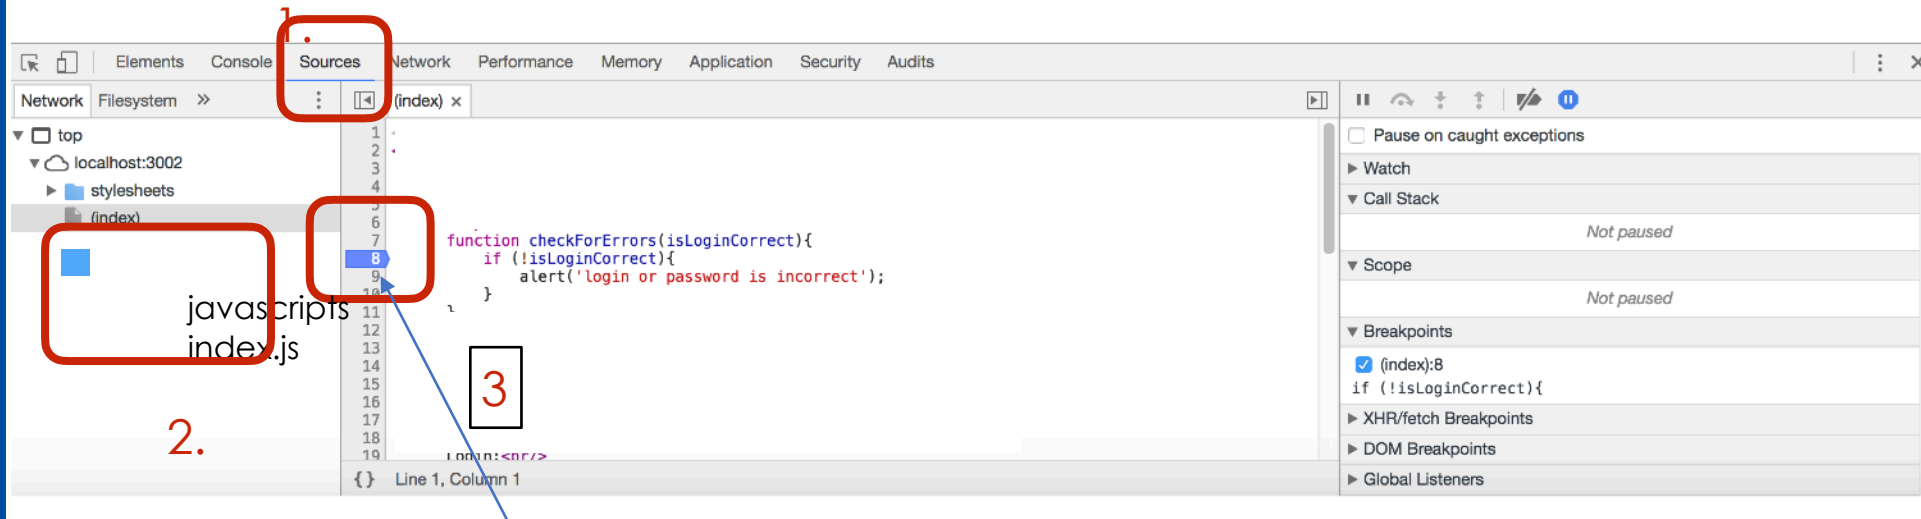 1.
Elements Console Sources Network Performance Memory Application Security Audits
Network Filesystem » (index) ×
Pause on caught exceptions
top
localhost:3002
stylesheets
(index)
javascripts
index.js
2.
1
2
3
4
5
6
7 function checkForErrors(isLoginCorrect){
8 if (!isLoginCorrect){
9 alert('login or password is incorrect');
10 }
11
12
13
14
15
16
17
18
19 Login:<br/>
3
{} Line 1, Column 1
Watch
Call Stack
Not paused
Scope
Not paused
Breakpoints
(index):8
if (!isLoginCorrect){
XHR/fetch Breakpoints
DOM Breakpoints
Global Listeners